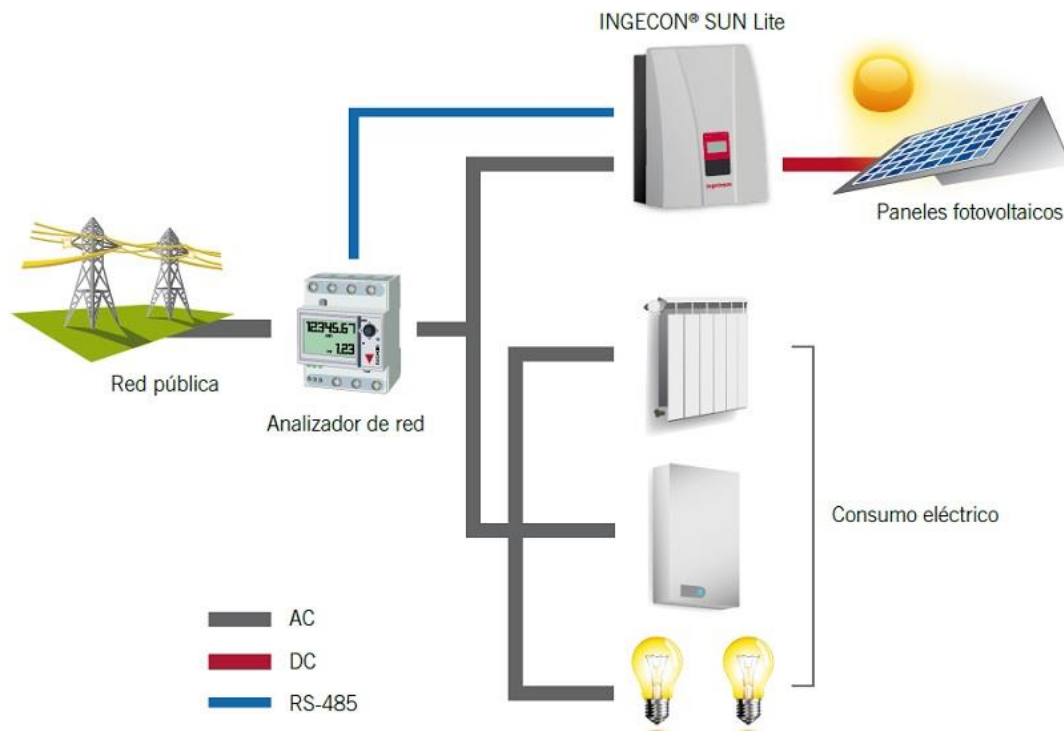 INGECON® SUN Lite
Paneles fotovoltaicos
Red pública
12345.67
1.23
Analizador de red
Consumo eléctrico
AC
DC
RS-485